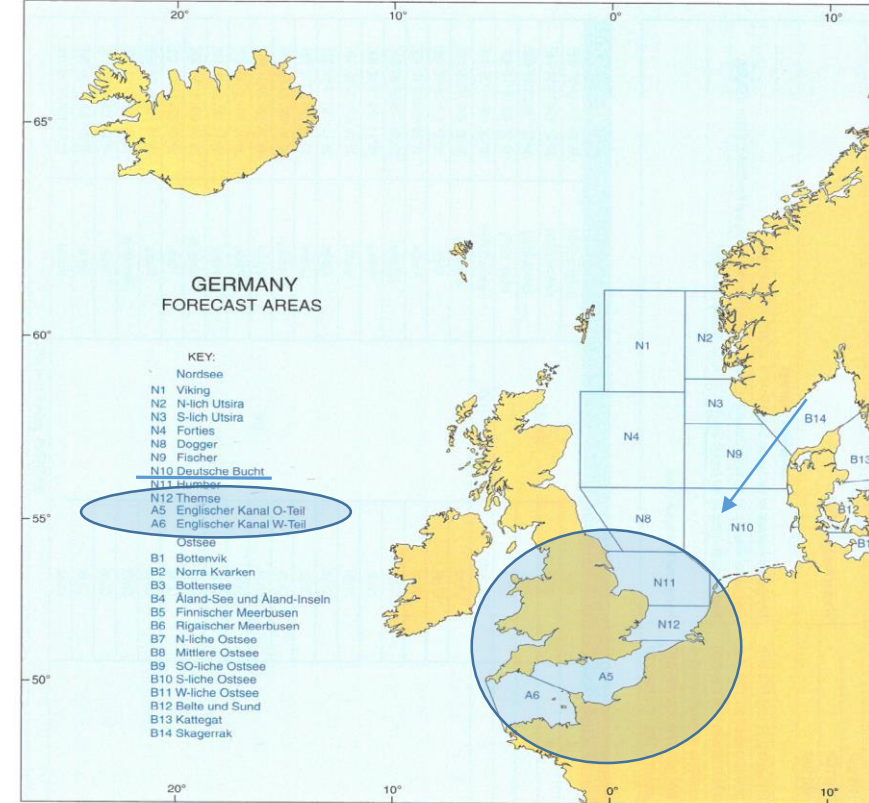 20°
10°
0°
10°
65°
GERMANY
FORECAST AREAS
60°
KEY:
Nordsee
N1 Viking
N2 N-lich Utsira
N3 S-lich Utsira
N4 Forties
N8 Dogger
N9 Fischer
N10 Deutsche Bucht
N11 Humber
N12 Themse
A5 Englischer Kanal O-Teil
A6 Englischer Kanal W-Teil
Ostsee
B1 Bottenvik
B2 Norra Kvarken
B3 Bottensee
B4 Åland-See und Åland-Inseln
B5 Finnischer Meerbusen
B6 Rigaischer Meerbusen
B7 N-liche Ostsee
B8 Mittlere Ostsee
B9 SO-liche Ostsee
B10 S-liche Ostsee
B11 W-liche Ostsee
B12 Belte und Sund
B13 Kattegat
B14 Skagerrak
55°
50°
N1
N2
N3
B14
N4
N9
B13
N8
N10
B12
N11
N12
A5
A6
20°
10°
0°
10°